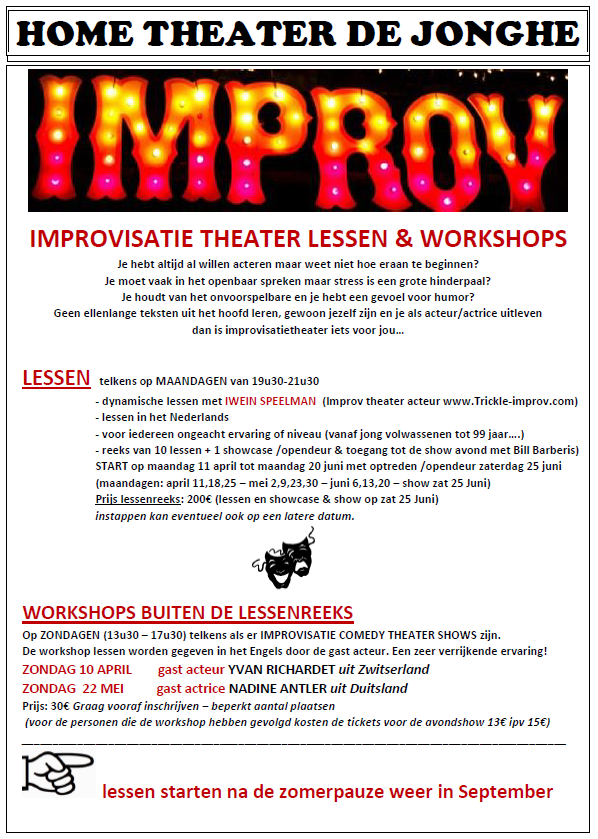 HOME THEATER DE JONGHE
IMPROV
IMPROVISATIE THEATER LESSEN & WORKSHOPS
Je hebt altijd al willen acteren maar weet niet hoe eraan te beginnen?
Je moet vaak in het openbaar spreken maar stress is een grote hinderpaal?
Je houdt van het onvoorspelbare en je hebt een gevoel voor humor?
Geen ellenlange teksten uit het hoofd leren, gewoon jezelf zijn en je als acteur/actrice uitleven
dan is improvisatietheater iets voor jou...
LESSEN telkens op MAANDAGEN van 19u30-21u30
- dynamische lessen met IWEIN SPEELMAN (Improv theater acteur www.Trickle-improv.com)
- lessen in het Nederlands
- voor iedereen ongeacht ervaring of niveau (vanaf jong volwassenen tot 99 jaar....)
- reeks van 10 lessen + 1 showcase /opendeur & toegang tot de show avond met Bill Barberis)
START op maandag 11 april tot maandag 20 juni met optreden /opendeur zaterdag 25 juni
(maandagen: april 11,18,25 – mei 2,9,23,30 – juni 6,13,20 – show zat 25 Juni)
Prijs lessenreeks: 200€ (lessen en showcase & show op zat 25 Juni)
instappen kan eventueel ook op een latere datum.
WORKSHOPS BUITEN DE LESSENREEKS
Op ZONDAGEN (13u30 – 17u30) telkens als er IMPROVISATIE COMEDY THEATER SHOWS zijn.
De workshop lessen worden gegeven in het Engels door de gast acteur. Een zeer verrijkende ervaring!
ZONDAG 10 APRIL gast acteur YVAN RICHARDET uit Zwitserland
ZONDAG 22 MEI gast actrice NADINE ANTLER uit Duitsland
Prijs: 30€ Graag vooraf inschrijven – beperkt aantal plaatsen
(voor de personen die de workshop hebben gevolgd kosten de tickets voor de avondshow 13€ ipv 15€)
lessen starten na de zomerpauze weer in September